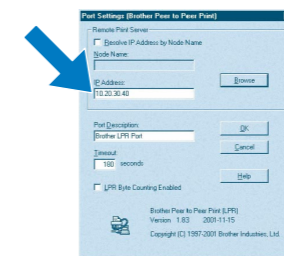 Port Settings (Brother Peer to Peer Print)
Remote Print Server
Resolve IP Address by Node Name
Node Name:
IP Address:
10.20.30.40
Browse
Port Description:
Brother LPR Port
OK
Timeout:
Cancel
180 seconds
Help
LPR Byte Counting Enabled
Brother Peer to Peer Print (LPR)
Version 1.83 2001-11-15
Copyright (C) 1997-2001 Brother Industries, Ltd.